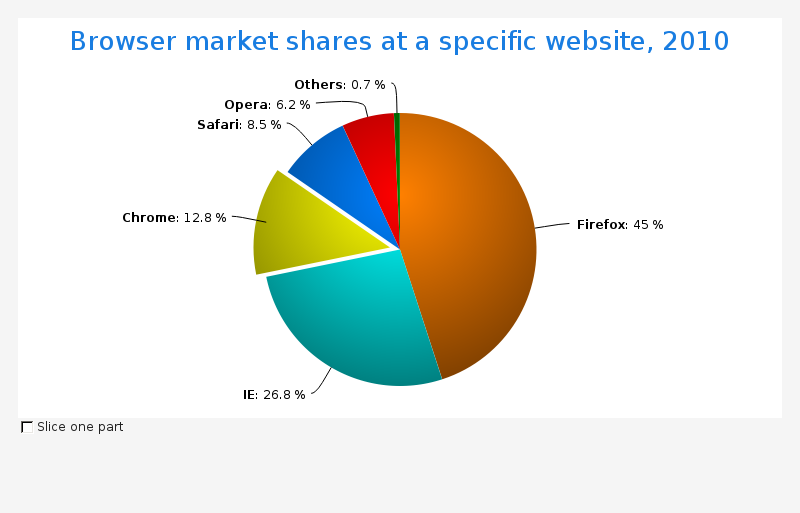 Browser market shares at a specific website, 2010
Others: 0.7 %
Opera: 6.2 %
Safari: 8.5 %
Chrome: 12.8 %
Firefox: 45 %
IE: 26.8 %
Slice one part